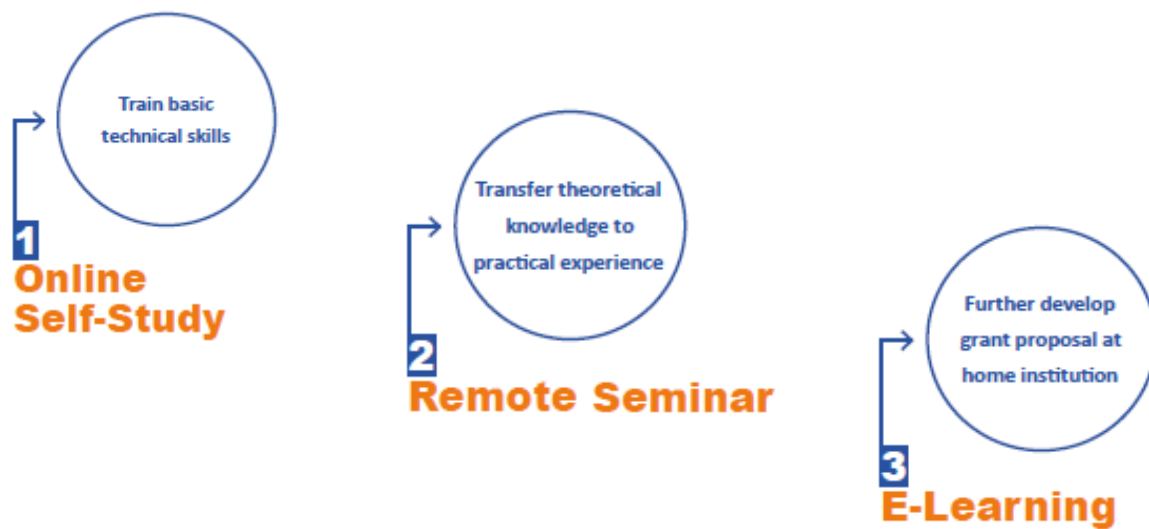 Train basic
technical skills
1
Online
Self-Study
Transfer theoretical
knowledge to
practical experience
2
Remote Seminar
Further develop
grant proposal at
home institution
3
E-Learning